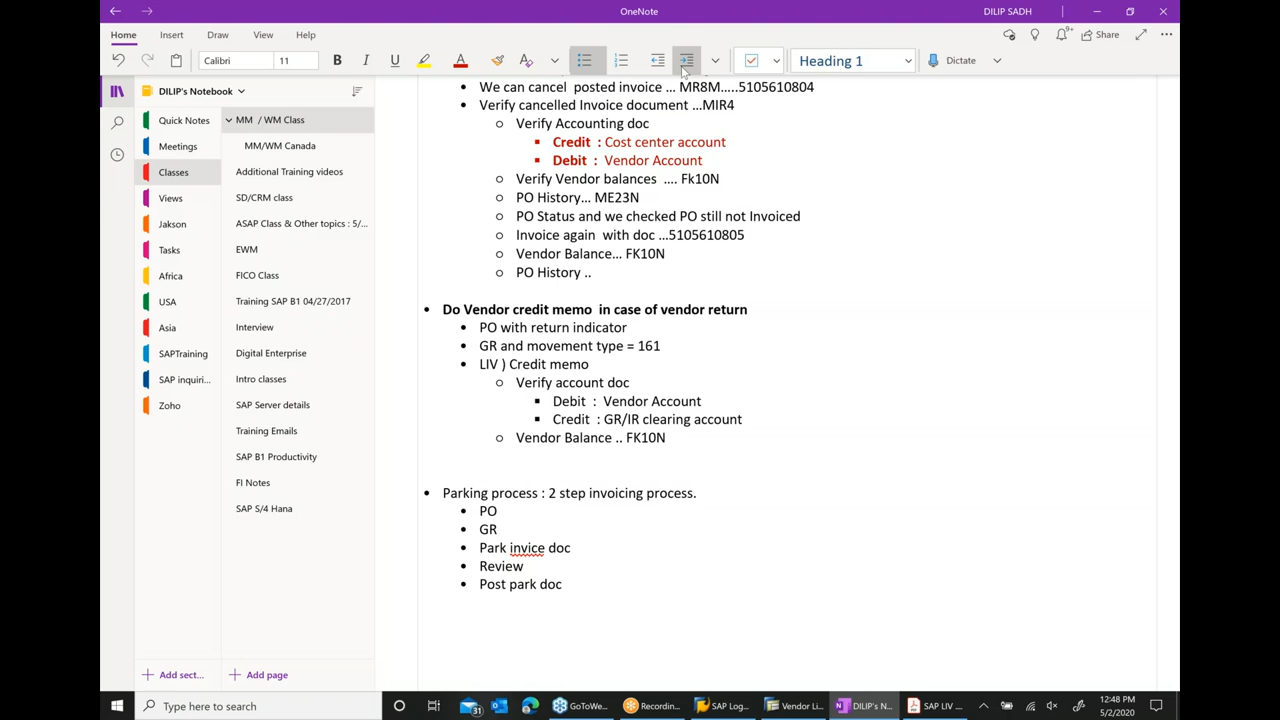 OneNote
DILIP SADH
Home
Insert
Draw
View
Help
9+
Share
Calibri
11
B
I
U
A
Heading 1
Dictate
DILIP's Notebook
Quick Notes
Meetings
Classes
Views
Jakson
Tasks
Africa
USA
Asia
SAPTraining
SAP inquiri...
Zoho
Add sect...
MM / WM Class
MM/WM Canada
Additional Training videos
SD/CRM class
ASAP Class & Other topics : 5/...
EWM
FICO Class
Training SAP B1 04/27/2017
Interview
Digital Enterprise
Intro classes
SAP Server details
Training Emails
SAP B1 Productivity
FI Notes
SAP S/4 Hana
Add page
We can cancel posted invoice ... MR8M.....5105610804
Verify cancelled Invoice document ...MIR4
Verify Accounting doc
Credit : Cost center account
Debit : Vendor Account
Verify Vendor balances .... Fk10N
PO History... ME23N
PO Status and we checked PO still not Invoiced
Invoice again with doc ...5105610805
Vendor Balance... FK10N
PO History ..
Do Vendor credit memo in case of vendor return
PO with return indicator
GR and movement type = 161
LIV ) Credit memo
Verify account doc
Debit : Vendor Account
Credit : GR/IR clearing account
Vendor Balance .. FK10N
Parking process : 2 step invoicing process.
PO
GR
Park invice doc
Review
Post park doc
Type here to search
31
GoToWe...
Recordin...
SAP Log...
Vendor Li...
DILIP's N...
SAP LIV ...
12:48 PM
5/2/2020